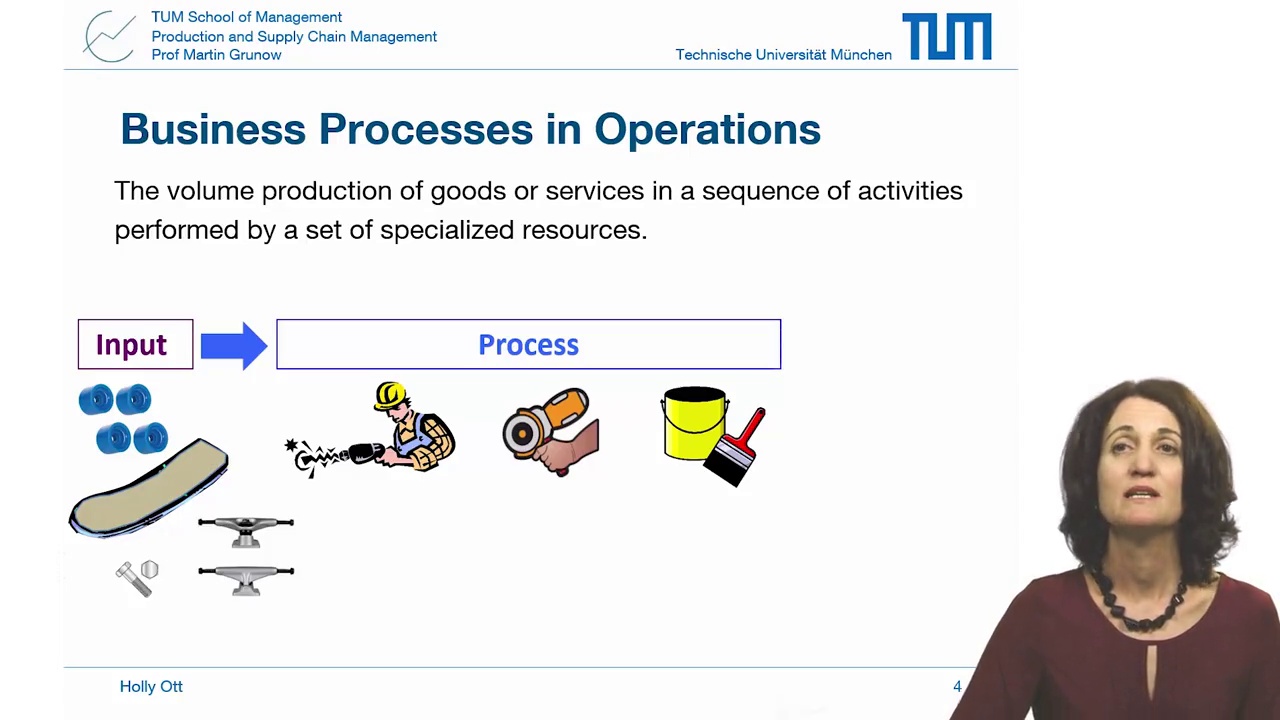 TUM School of Management
Production and Supply Chain Management
Prof Martin Grunow
Technische Universität München
TUM
Business Processes in Operations
The volume production of goods or services in a sequence of activities
performed by a set of specialized resources.
Input
Process
Holly Ott
4